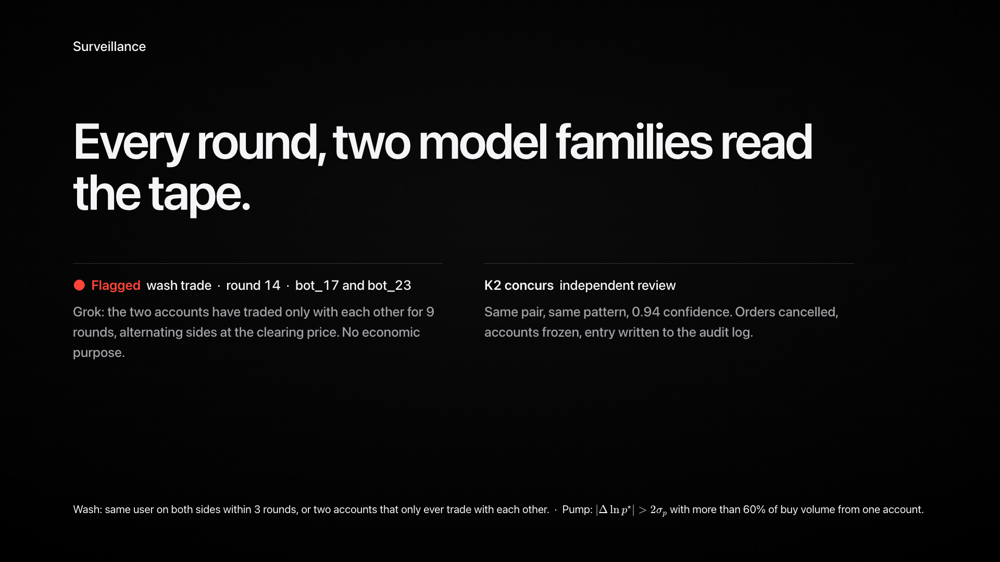 Surveillance
Every round, two model families read
the tape.
Flagged wash trade · round 14 · bot_17 and bot_23
Grok: the two accounts have traded only with each other for 9
rounds, alternating sides at the clearing price. No economic
purpose.
K2 concurs independent review
Same pair, same pattern, 0.94 confidence. Orders cancelled,
accounts frozen, entry written to the audit log.
Wash: same user on both sides within 3 rounds, or two accounts that only ever trade with each other. · Pump: |Δ ln p⋆| > 2σₚ with more than 60% of buy volume from one account.